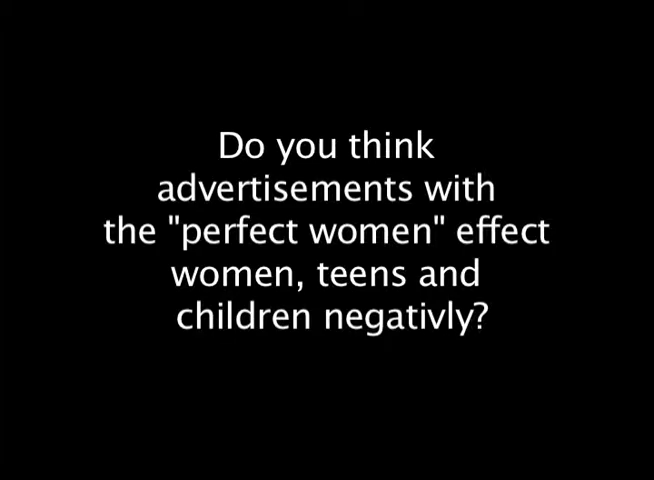 Do you think
advertisements with
the "perfect women" effect
women, teens and
children negativly?